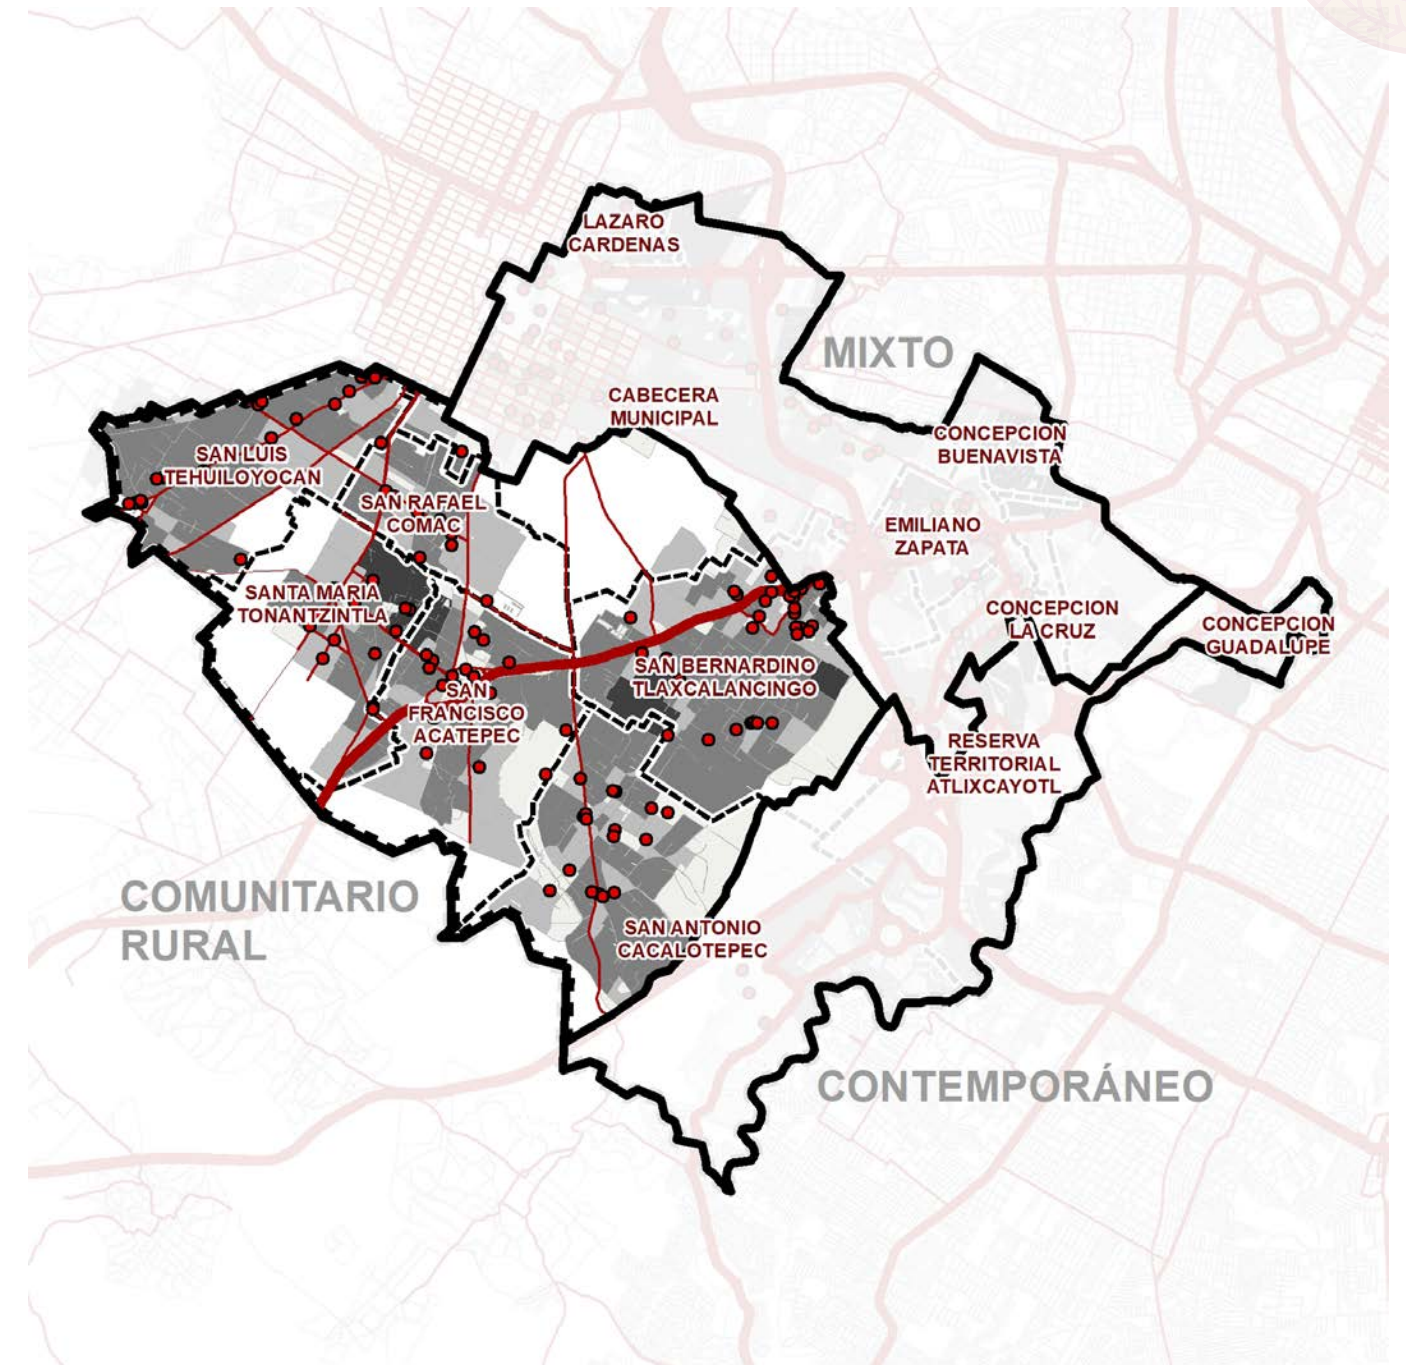 LAZARO
CARDENAS
MIXTO
CABECERA
MUNICIPAL
CONCEPCION
BUENAVISTA
SAN LUIS
TEHUILOYOCAN
SAN RAFAEL
COMAC
EMILIANO
ZAPATA
SANTA MARIA
TONANTZINTLA
CONCEPCION
LA CRUZ
CONCEPCION
GUADALUPE
SAN BERNARDINO
TLAXCALANCINGO
SAN
FRANCISCO
ACATEPEC
RESERVA
TERRITORIAL
ATLIXCAYOTL
COMUNITARIO
RURAL
SAN ANTONIO
CACALOTEPEC
CONTEMPORÁNEO